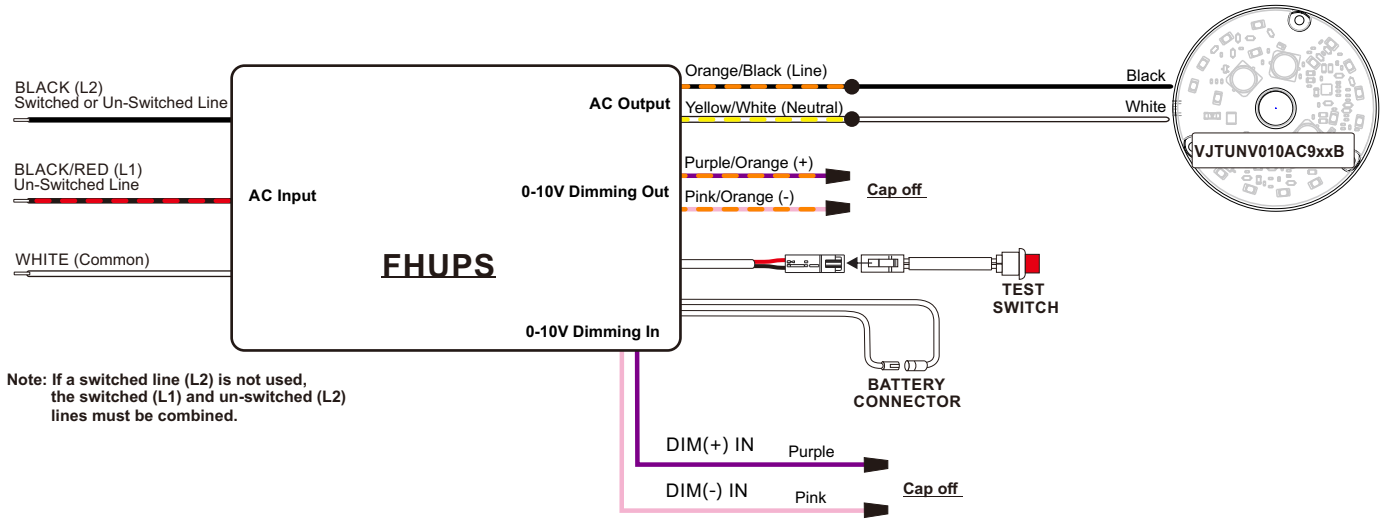 BLACK (L2)
Switched or Un-Switched Line
BLACK/RED (L1)
Un-Switched Line
WHITE (Common)
AC Input
FHUPS
AC Output
0-10V Dimming Out
0-10V Dimming In
Orange/Black (Line)
Yellow/White (Neutral)
Purple/Orange (+)
Pink/Orange (-)
Cap off
Black
White
VJTUNV010AC9xxB
TEST
SWITCH
BATTERY
CONNECTOR
Note: If a switched line (L2) is not used,
the switched (L1) and un-switched (L2)
lines must be combined.
DIM(+) IN
Purple
DIM(-) IN
Pink
Cap off